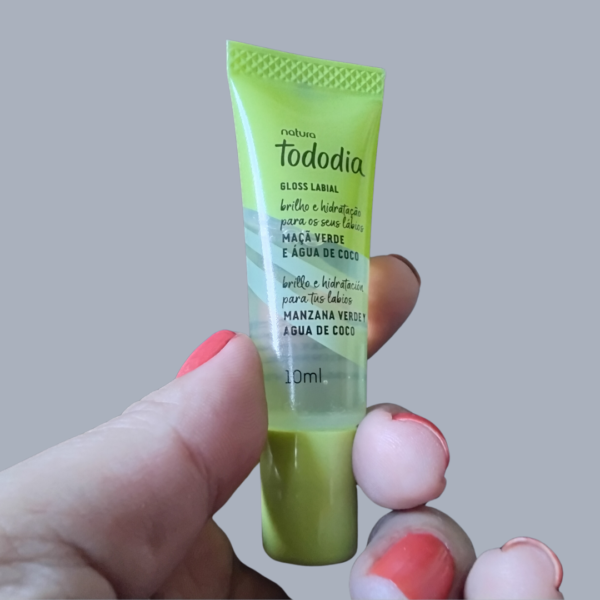 natura
Tododia
GLOSS LABIAL
brilho e hidratação
para os seus lábios
MAÇÃ VERDE
E ÁGUA DE COCO
brillo e hidratación
para tus labios
MANZANA VERDE Y
AGUA DE COCO
10ml